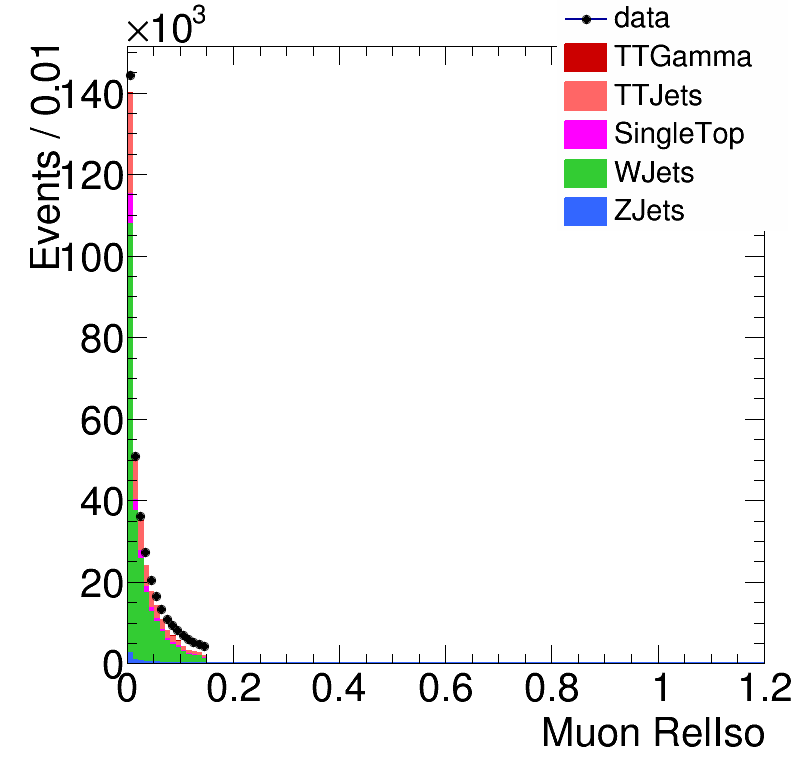 ×10³
data
TTGamma
TTJets
SingleTop
WJets
ZJets
Events / 0.01
140
120
100
80
60
40
20
0
0 0.2 0.4 0.6 0.8 1 1.2
Muon RelIso